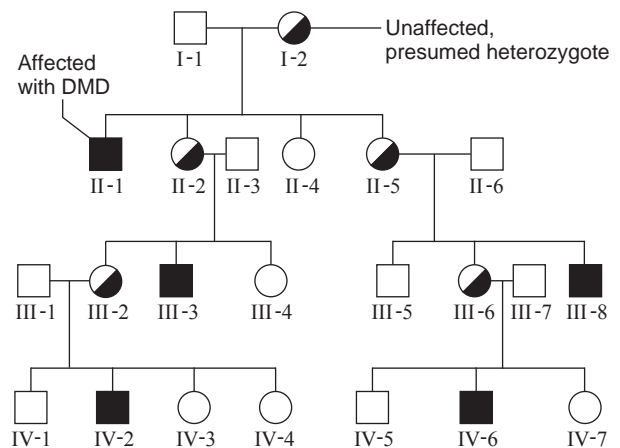 Unaffected,
presumed heterozygote
I-1 I-2
Affected
with DMD
II-1 II-2 II-3 II-4 II-5 II-6
III-1 III-2 III-3 III-4 III-5 III-6 III-7 III-8
IV-1 IV-2 IV-3 IV-4 IV-5 IV-6 IV-7